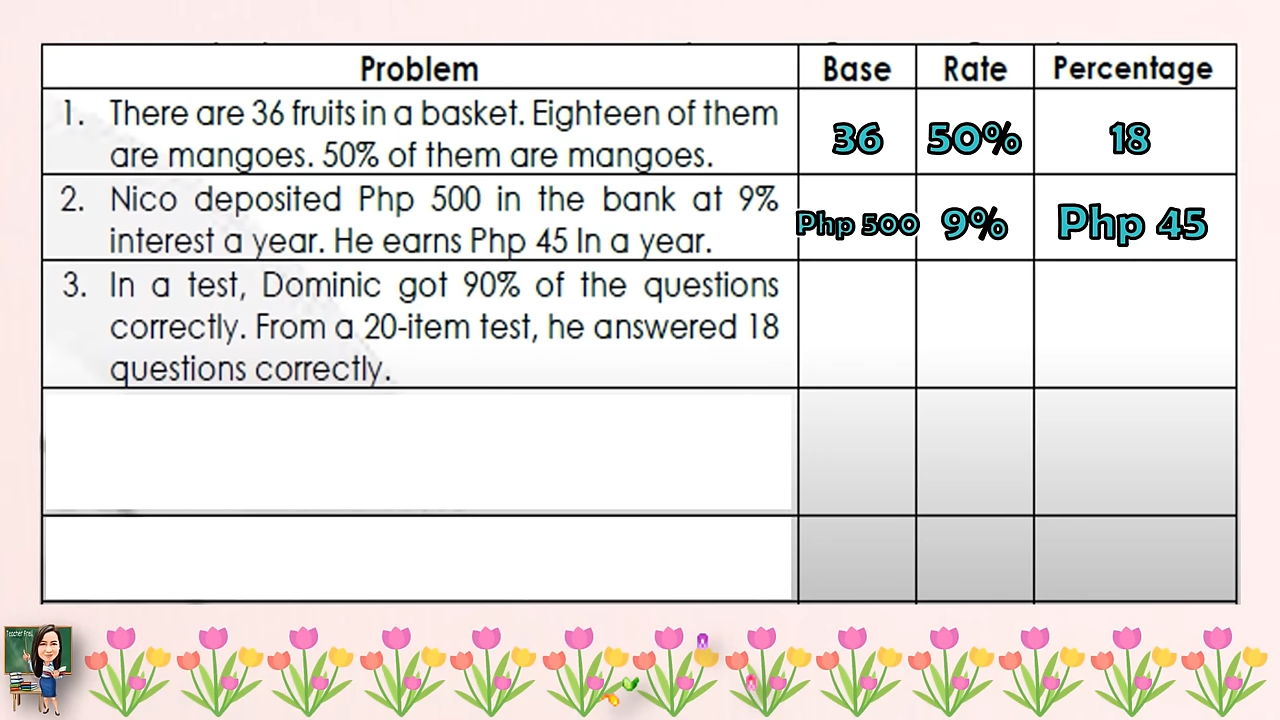 Problem Base Rate Percentage
1. There are 36 fruits in a basket. Eighteen of them
are mangoes. 50% of them are mangoes.
36 50% 18
2. Nico deposited Php 500 in the bank at 9%
interest a year. He earns Php 45 In a year.
Php 500 9% Php 45
3. In a test, Dominic got 90% of the questions
correctly. From a 20-item test, he answered 18
questions correctly.